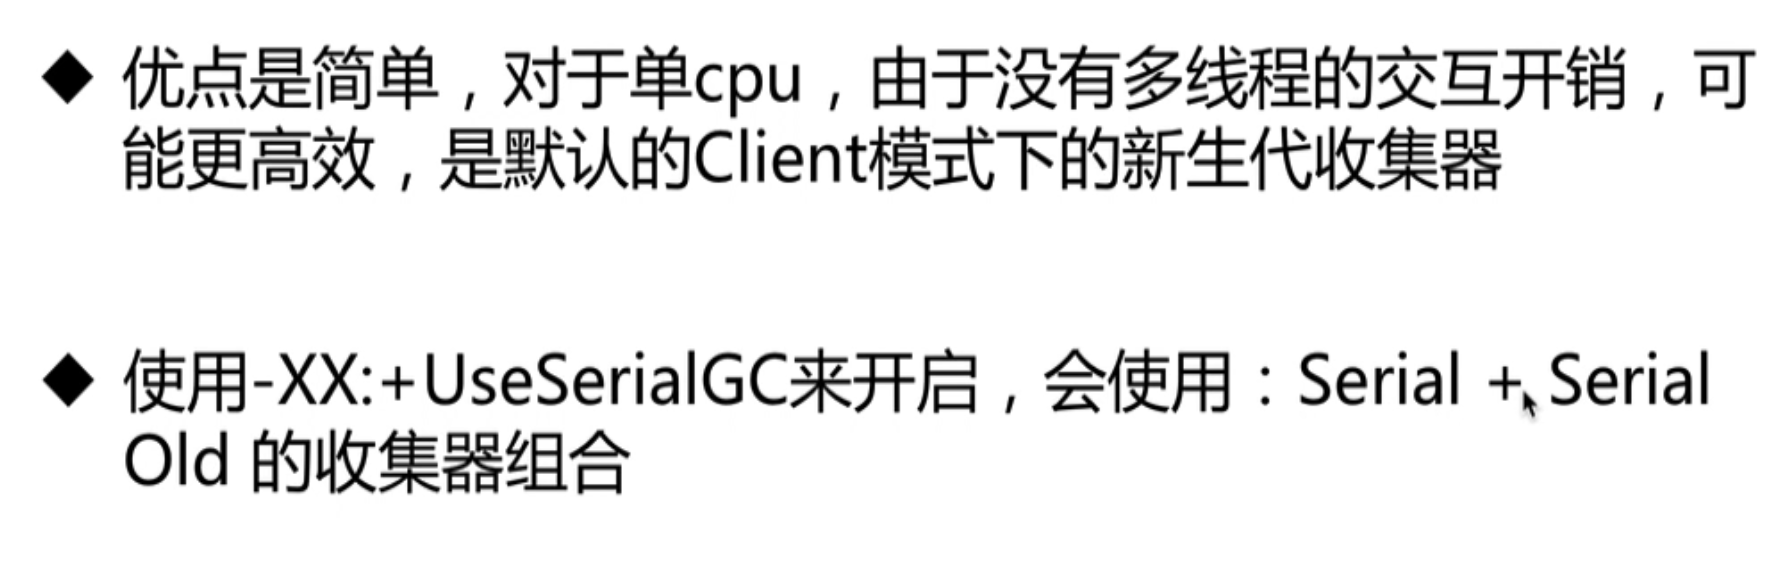 ◆ 优点是简单，对于单cpu，由于没有多线程的交互开销，可
能更高效，是默认的Client模式下的新生代收集器
◆ 使用-XX:+UseSerialGC来开启，会使用：Serial + Serial
Old 的收集器组合